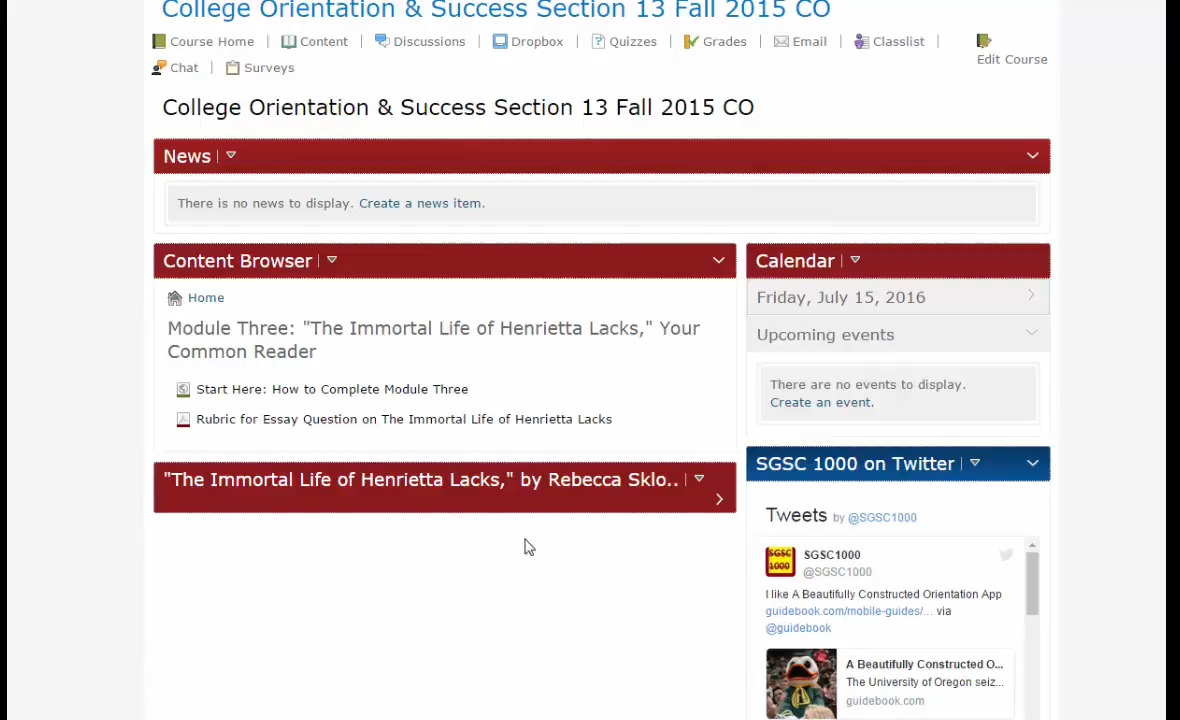 College Orientation & Success Section 13 Fall 2015 CO
Course Home | Content | Discussions | Dropbox | Quizzes | Grades | Email | Classlist |
Edit Course
Chat | Surveys
College Orientation & Success Section 13 Fall 2015 CO
News
There is no news to display. Create a news item.
Content Browser
Home
Module Three: "The Immortal Life of Henrietta Lacks," Your
Common Reader
Start Here: How to Complete Module Three
Rubric for Essay Question on The Immortal Life of Henrietta Lacks
"The Immortal Life of Henrietta Lacks," by Rebecca Sklo..
Calendar
Friday, July 15, 2016
Upcoming events
There are no events to display.
Create an event.
SGSC 1000 on Twitter
Tweets by @SGSC1000
SGSC
1000
SGSC1000
@SGSC1000
I like A Beautifully Constructed Orientation App
guidebook.com/mobile-guides/... via
@guidebook
A Beautifully Constructed O...
The University of Oregon seiz...
guidebook.com